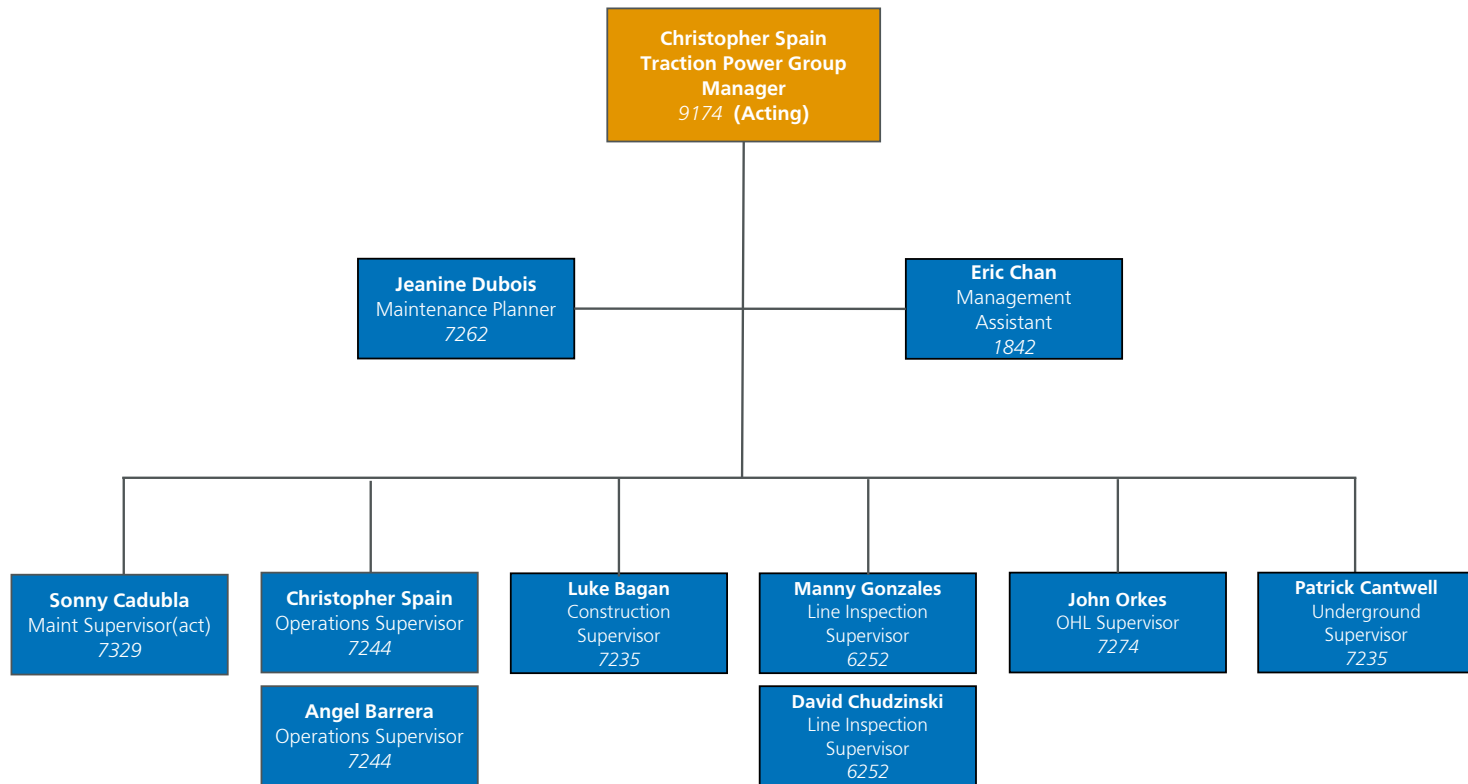 Christopher Spain
Traction Power Group
Manager
9174 (Acting)
Jeanine Dubois
Maintenance Planner
7262
Eric Chan
Management
Assistant
1842
Sonny Cadubla
Maint Supervisor(act)
7329
Christopher Spain
Operations Supervisor
7244
Luke Bagan
Construction
Supervisor
7235
Manny Gonzales
Line Inspection
Supervisor
6252
John Orkes
OHL Supervisor
7274
Patrick Cantwell
Underground
Supervisor
7235
Angel Barrera
Operations Supervisor
7244
David Chudzinski
Line Inspection
Supervisor
6252